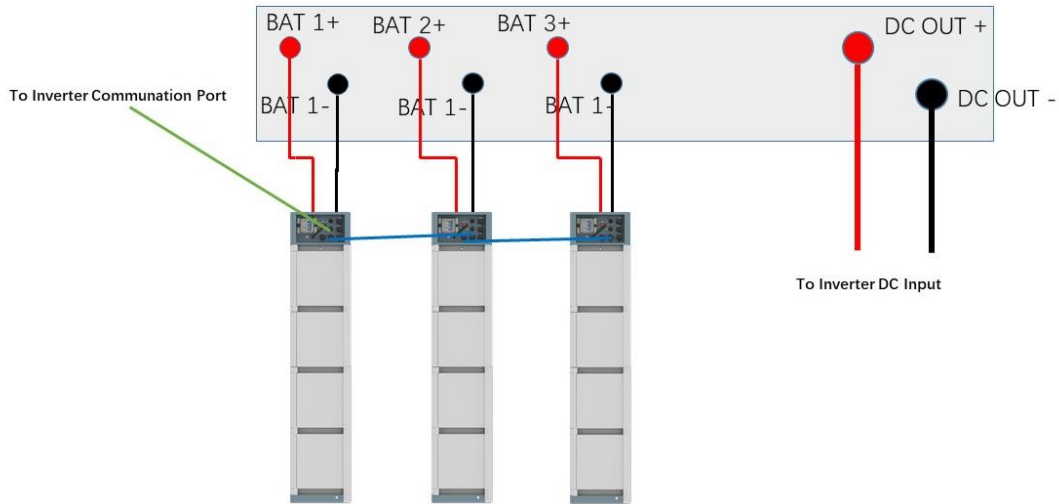 BAT 1+
BAT 2+
BAT 3+
DC OUT +
To Inverter Communation Port
BAT 1-
BAT 1-
BAT 1-
DC OUT -
To Inverter DC Input